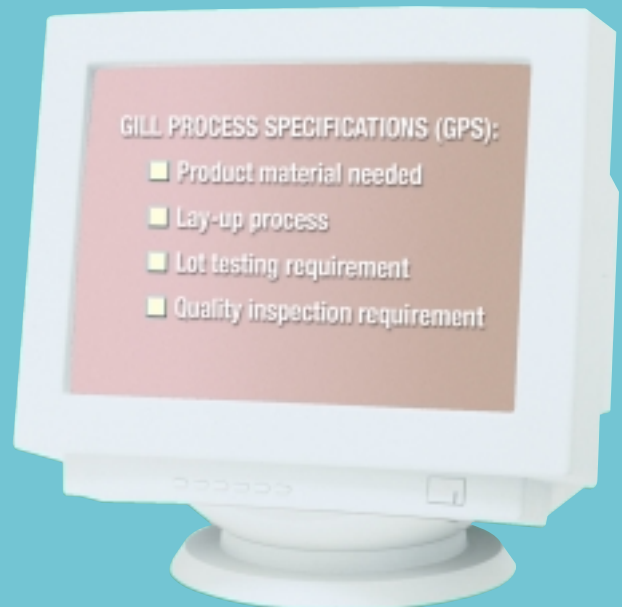 GILL PROCESS SPECIFICATIONS (GPS):
Product material needed
Lay-up process
Lot testing requirement
Quality inspection requirement